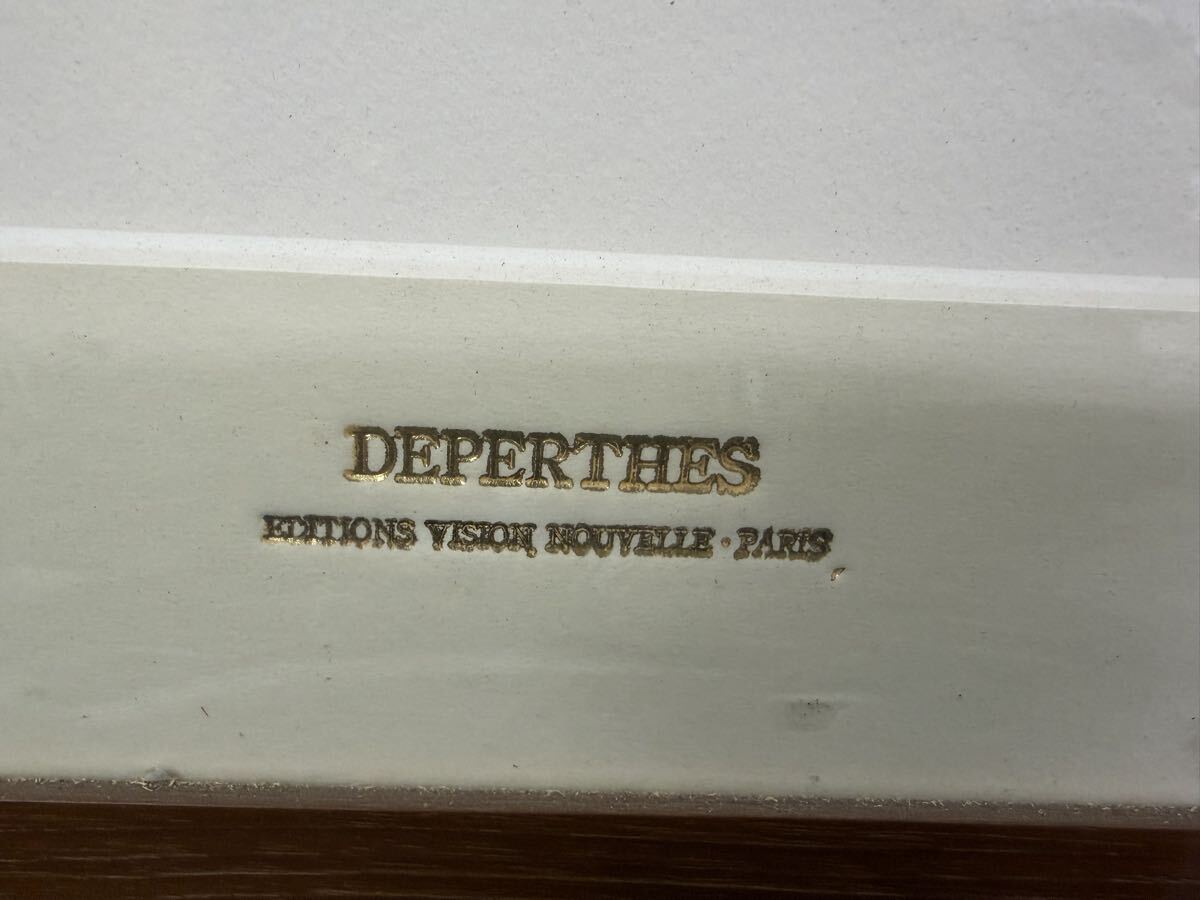 DEPERTHES
EDITIONS VISION NOUVELLE · PARIS